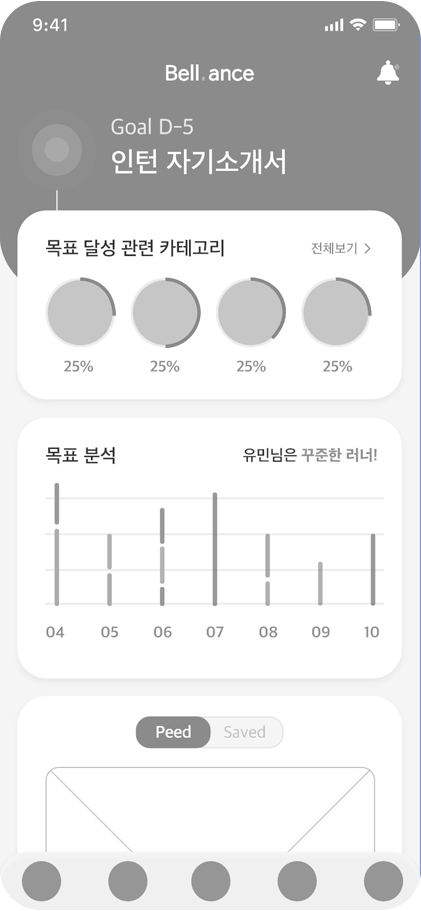 9:41
Bell.ance
Goal D-5
인턴 자기소개서
목표 달성 관련 카테고리 전체보기 >
25% 25% 25% 25%
목표 분석 유민님은 꾸준한 러너!
04 05 06 07 08 09 10
Peed Saved